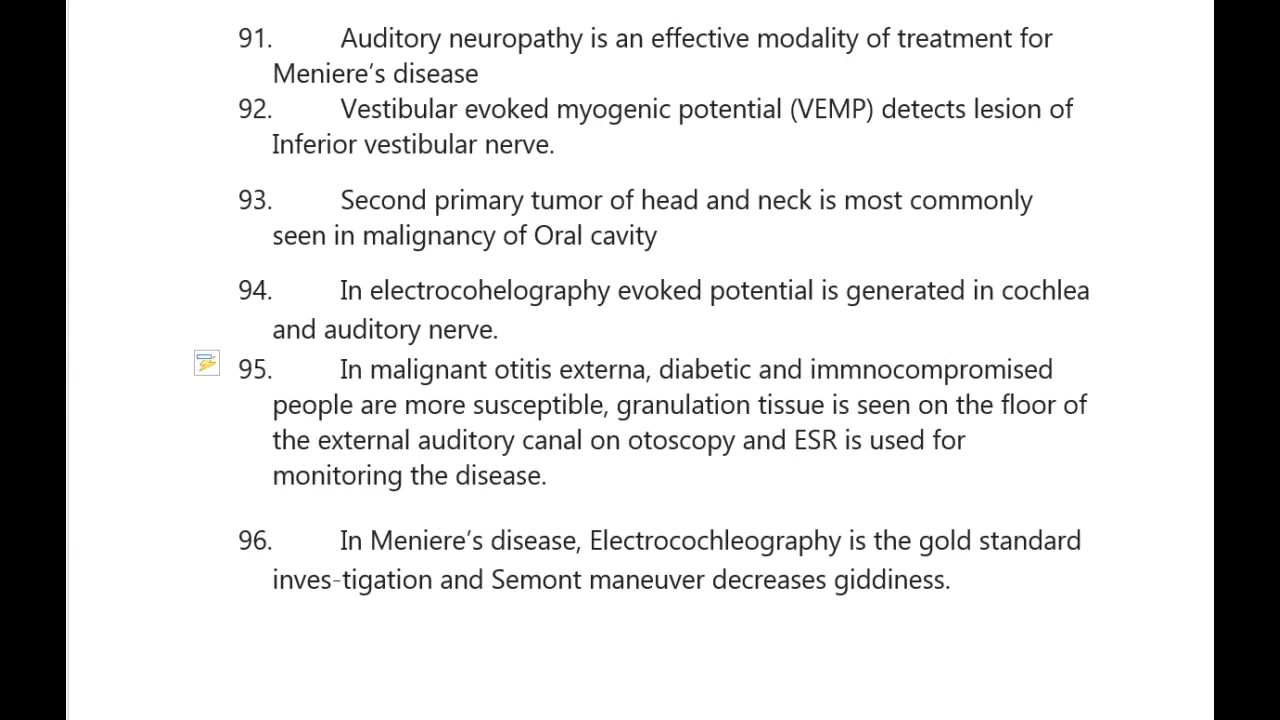 91. Auditory neuropathy is an effective modality of treatment for
Meniere's disease
92. Vestibular evoked myogenic potential (VEMP) detects lesion of
Inferior vestibular nerve.
93. Second primary tumor of head and neck is most commonly
seen in malignancy of Oral cavity
94. In electrocohelography evoked potential is generated in cochlea
and auditory nerve.
95. In malignant otitis externa, diabetic and immnocompromised
people are more susceptible, granulation tissue is seen on the floor of
the external auditory canal on otoscopy and ESR is used for
monitoring the disease.
96. In Meniere's disease, Electrocochleography is the gold standard
inves-tigation and Semont maneuver decreases giddiness.